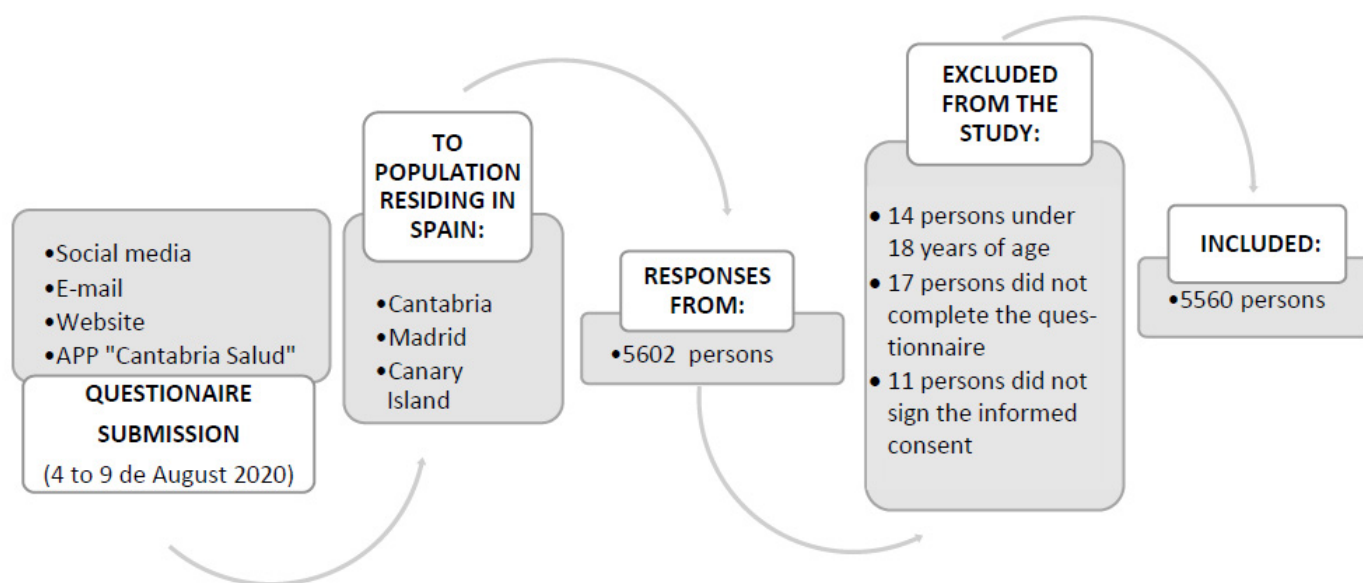 •Social media
•E-mail
•Website
•APP "Cantabria Salud"
QUESTIONAIRE
SUBMISSION
(4 to 9 de August 2020)
TO
POPULATION
RESIDING IN
SPAIN:
•Cantabria
•Madrid
•Canary
Island
RESPONSES
FROM:
•5602 persons
EXCLUDED
FROM THE
STUDY:
• 14 persons under
18 years of age
• 17 persons did not
complete the ques-
tionnaire
• 11 persons did not
sign the informed
consent
INCLUDED:
•5560 persons